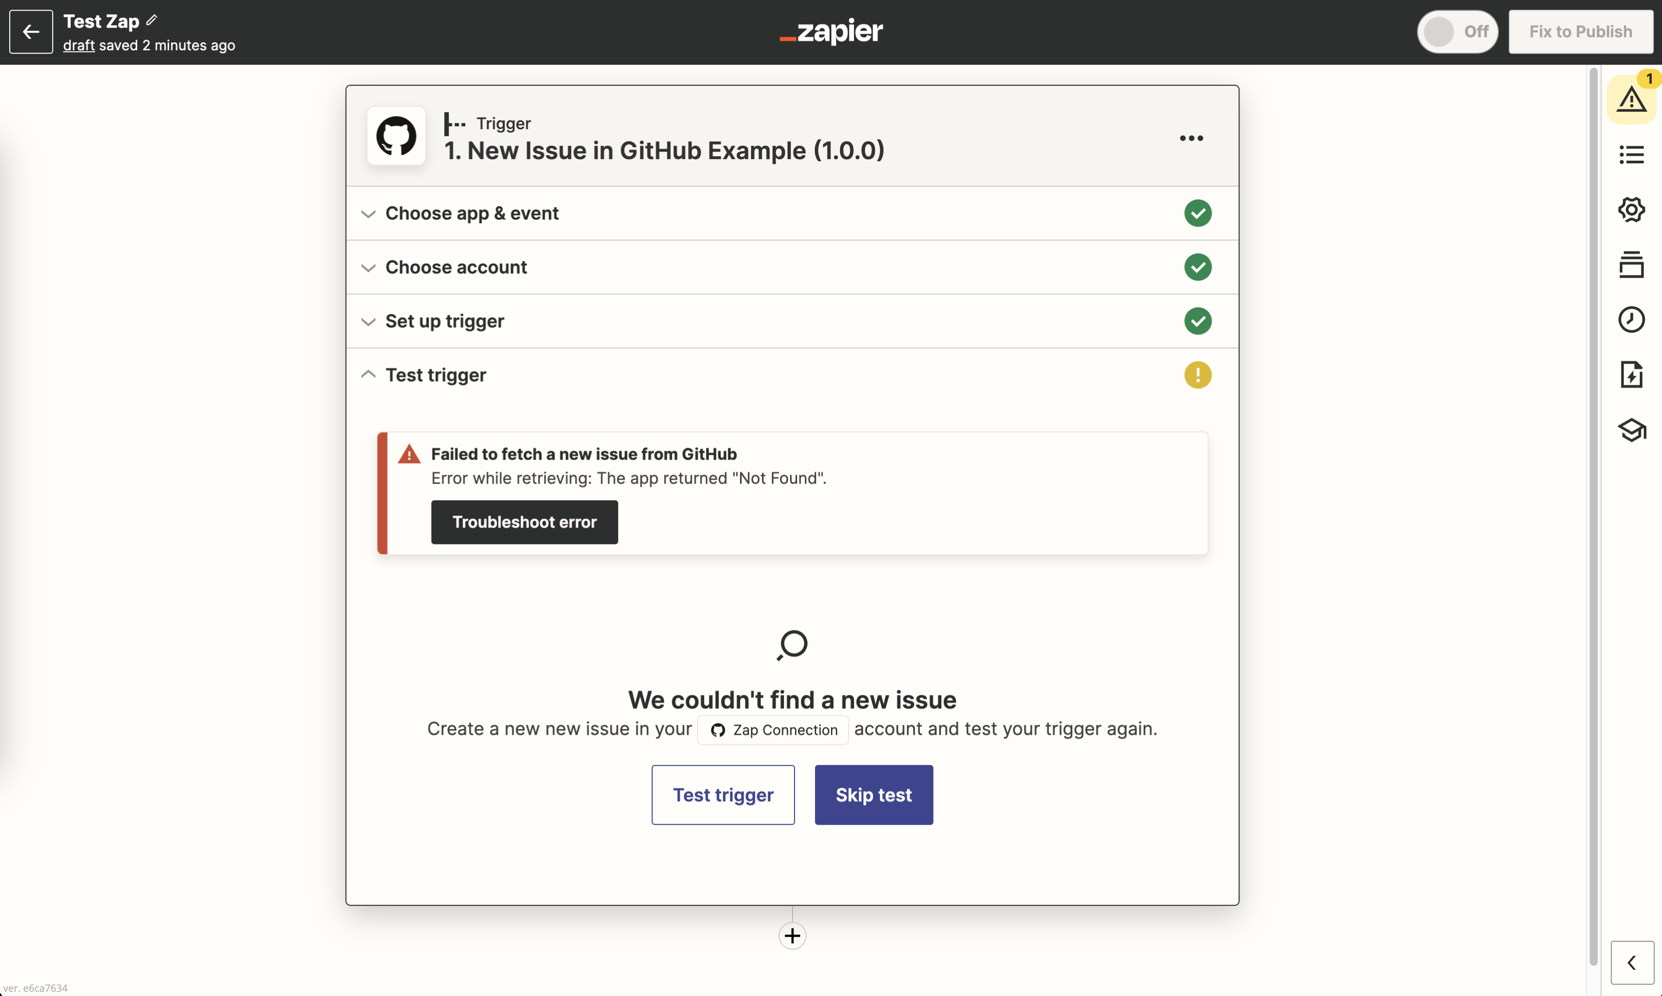 Test Zap
draft saved 2 minutes ago
zapier
Off
Fix to Publish
1
Trigger
1. New Issue in GitHub Example (1.0.0)
Choose app & event
Choose account
Set up trigger
Test trigger
Failed to fetch a new issue from GitHub
Error while retrieving: The app returned "Not Found".
Troubleshoot error
We couldn't find a new issue
Create a new new issue in your Zap Connection account and test your trigger again.
Test trigger
Skip test
ver. e6ca7634